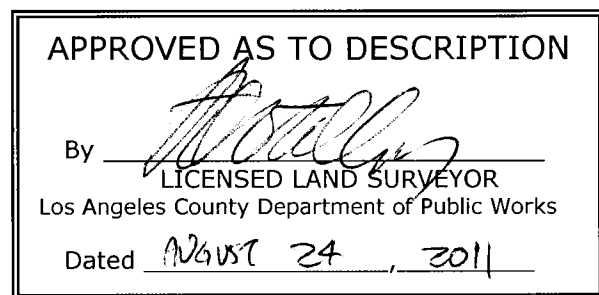 APPROVED AS TO DESCRIPTION
By
LICENSED LAND SURVEYOR
Los Angeles County Department of Public Works
Dated AUGUST 24, 2011